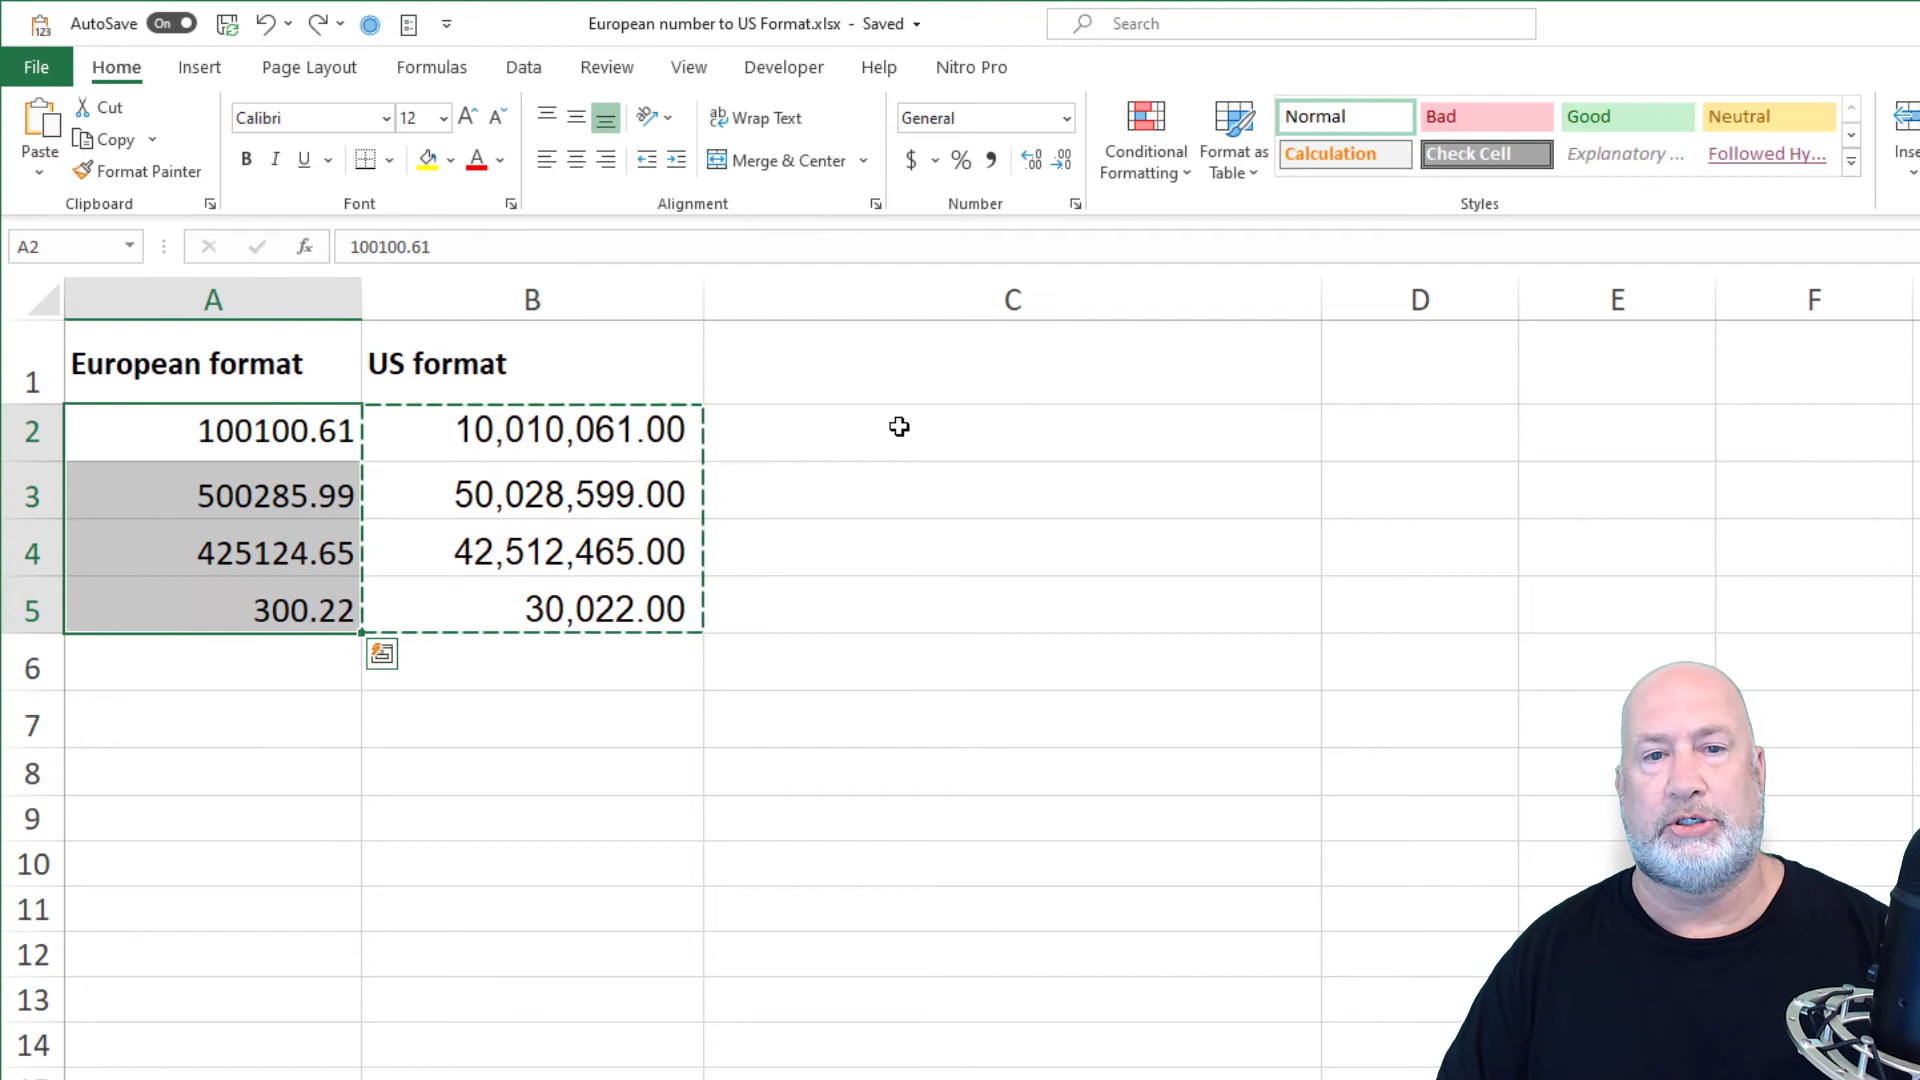 AutoSave On European number to US Format.xlsx - Saved Search
File Home Insert Page Layout Formulas Data Review View Developer Help Nitro Pro
Paste
Cut
Copy
Format Painter
Clipboard
Calibri 12
B I U A
Font
Wrap Text
Merge & Center
Alignment
General
$ % 9 .00
Number
Conditional Formatting
Format as Table
Normal Bad Good Neutral
Calculation Check Cell Explanatory ... Followed Hy...
Styles
A2 fx 100100.61
A B C D E F
1 European format US format
2 100100.61 10,010,061.00
3 500285.99 50,028,599.00
4 425124.65 42,512,465.00
5 300.22 30,022.00
6
7
8
9
10
11
12
13
14